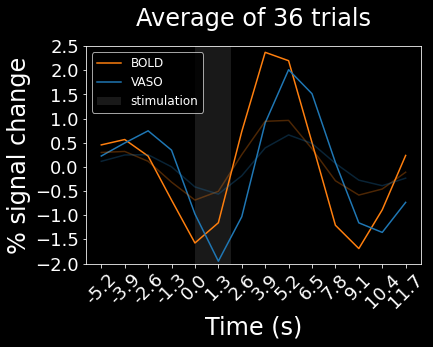 Average of 36 trials
BOLD
VASO
stimulation
% signal change
2.5
2.0
1.5
1.0
0.5
0.0
−0.5
−1.0
−1.5
−2.0
-5.2 -3.9 -2.6 -1.3 0.0 1.3 2.6 3.9 5.2 6.5 7.8 9.1 10.4 11.7
Time (s)